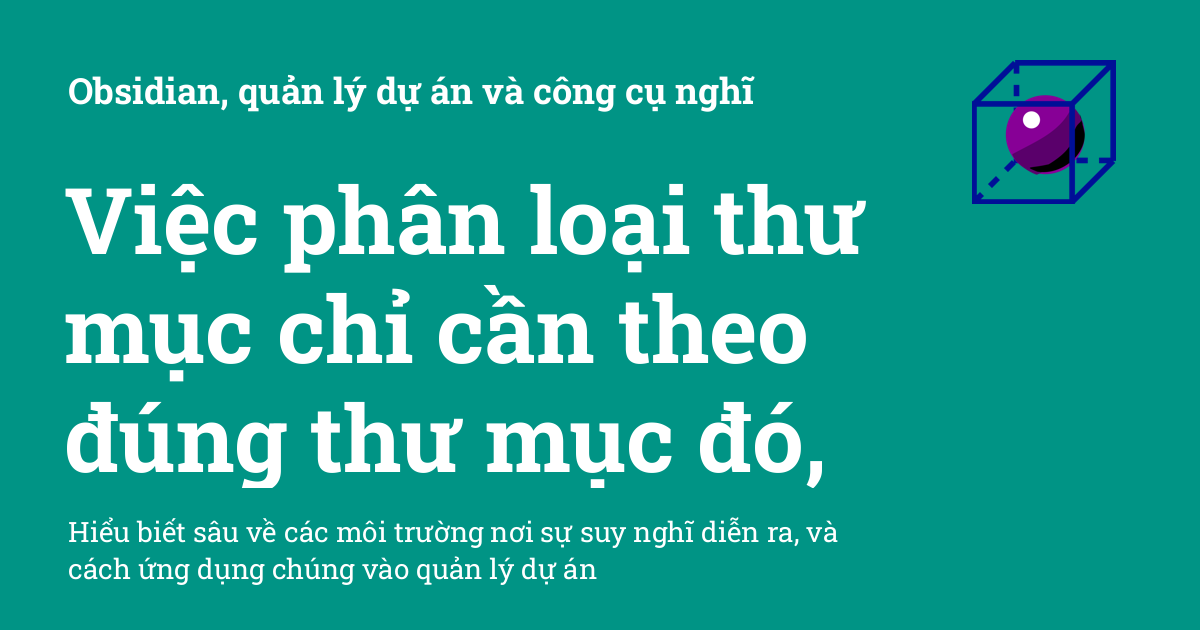 Obsidian, quản lý dự án và công cụ nghĩ
Việc phân loại thư
mục chỉ cần theo
đúng thư mục đó,
Hiểu biết sâu về các môi trường nơi sự suy nghĩ diễn ra, và
cách ứng dụng chúng vào quản lý dự án